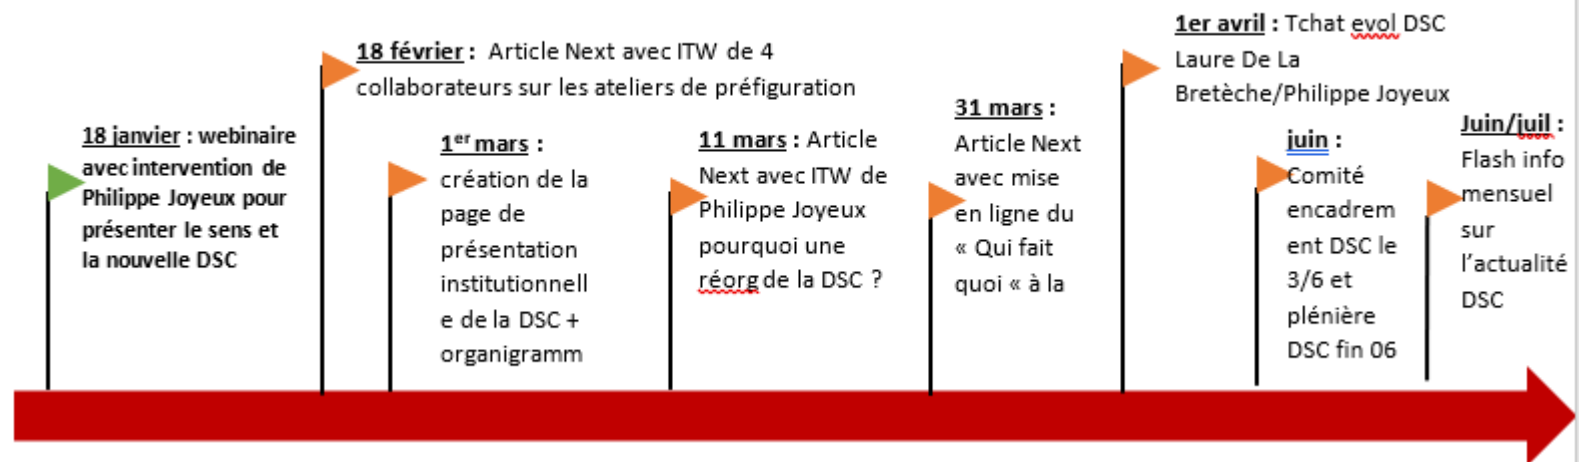 18 janvier : webinaire
avec intervention de
Philippe Joyeux pour
présenter le sens et
la nouvelle DSC
18 février : Article Next avec ITW de 4
collaborateurs sur les ateliers de préfiguration
1er mars :
création de la
page de
présentation
institutionnell
e de la DSC +
organigramm
11 mars : Article
Next avec ITW de
Philippe Joyeux
pourquoi une
réorg de la DSC ?
31 mars :
Article Next
avec mise
en ligne du
« Qui fait
quoi « à la
1er avril : Tchat evol DSC
Laure De La
Bretèche/Philippe Joyeux
juin :
Comité
encadrem
ent DSC le
3/6 et
plénière
DSC fin 06
Juin/juil :
Flash info
mensuel
sur
l’actualité
DSC